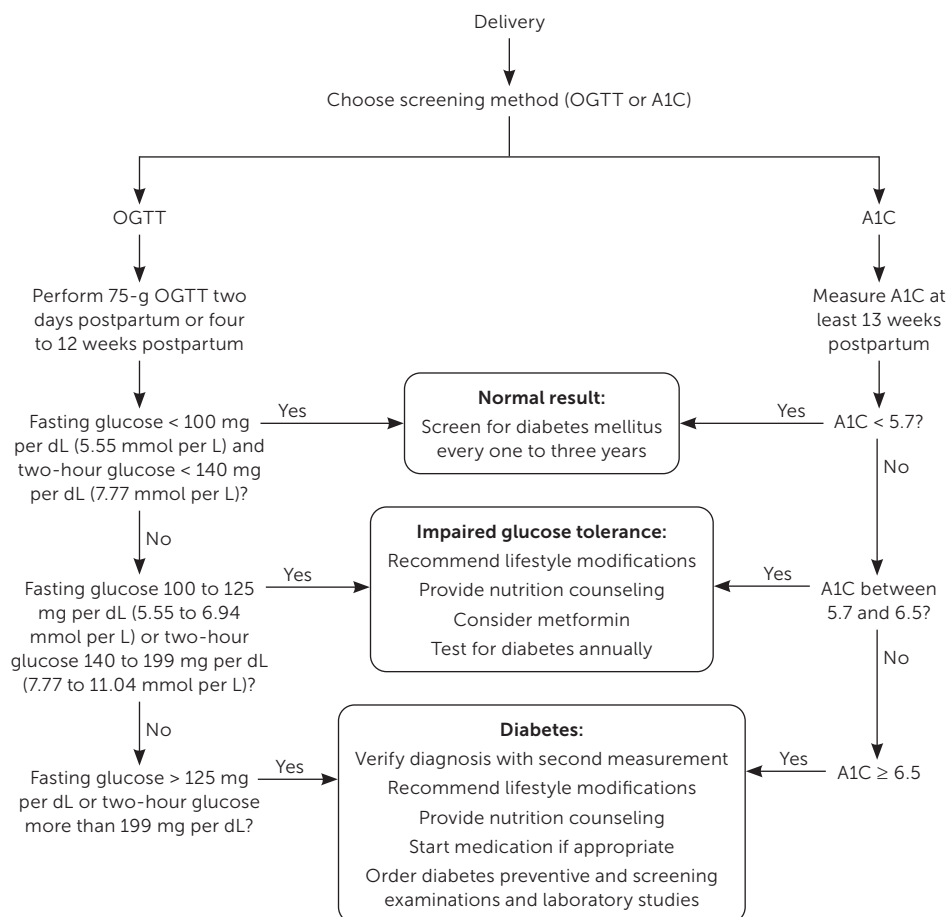 Delivery
Choose screening method (OGTT or A1C)
OGTT
A1C
Perform 75-g OGTT two
days postpartum or four
to 12 weeks postpartum
Measure A1C at
least 13 weeks
postpartum
Fasting glucose < 100 mg
per dL (5.55 mmol per L) and
two-hour glucose < 140 mg
per dL (7.77 mmol per L)?
Yes
Normal result:
Screen for diabetes mellitus
every one to three years
Yes
A1C < 5.7?
No
No
Fasting glucose 100 to 125
mg per dL (5.55 to 6.94
mmol per L) or two-hour
glucose 140 to 199 mg per dL
(7.77 to 11.04 mmol per L)?
Yes
Impaired glucose tolerance:
Recommend lifestyle modifications
Provide nutrition counseling
Consider metformin
Test for diabetes annually
Yes
A1C between
5.7 and 6.5?
No
No
Fasting glucose > 125 mg
per dL or two-hour glucose
more than 199 mg per dL?
Yes
Diabetes:
Verify diagnosis with second measurement
Recommend lifestyle modifications
Provide nutrition counseling
Start medication if appropriate
Order diabetes preventive and screening
examinations and laboratory studies
Yes
A1C ≥ 6.5